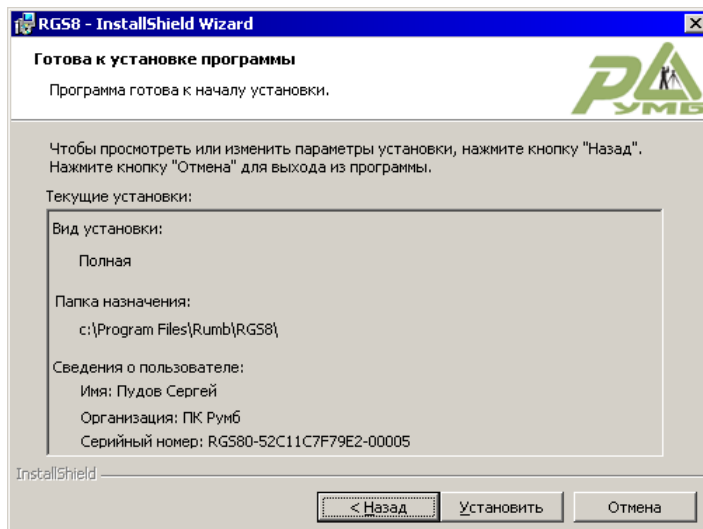 RGS8 - InstallShield Wizard
Готова к установке программы
Программа готова к началу установки.
РУМБ
Чтобы просмотреть или изменить параметры установки, нажмите кнопку "Назад".
Нажмите кнопку "Отмена" для выхода из программы.
Текущие установки:
Вид установки:
Полная
Папка назначения:
c:\Program Files\Rumb\RGS8\
Сведения о пользователе:
Имя: Пудов Сергей
Организация: ПК Румб
Серийный номер: RGS80-52C11C7F79E2-00005
InstallShield
< Назад
Установить
Отмена